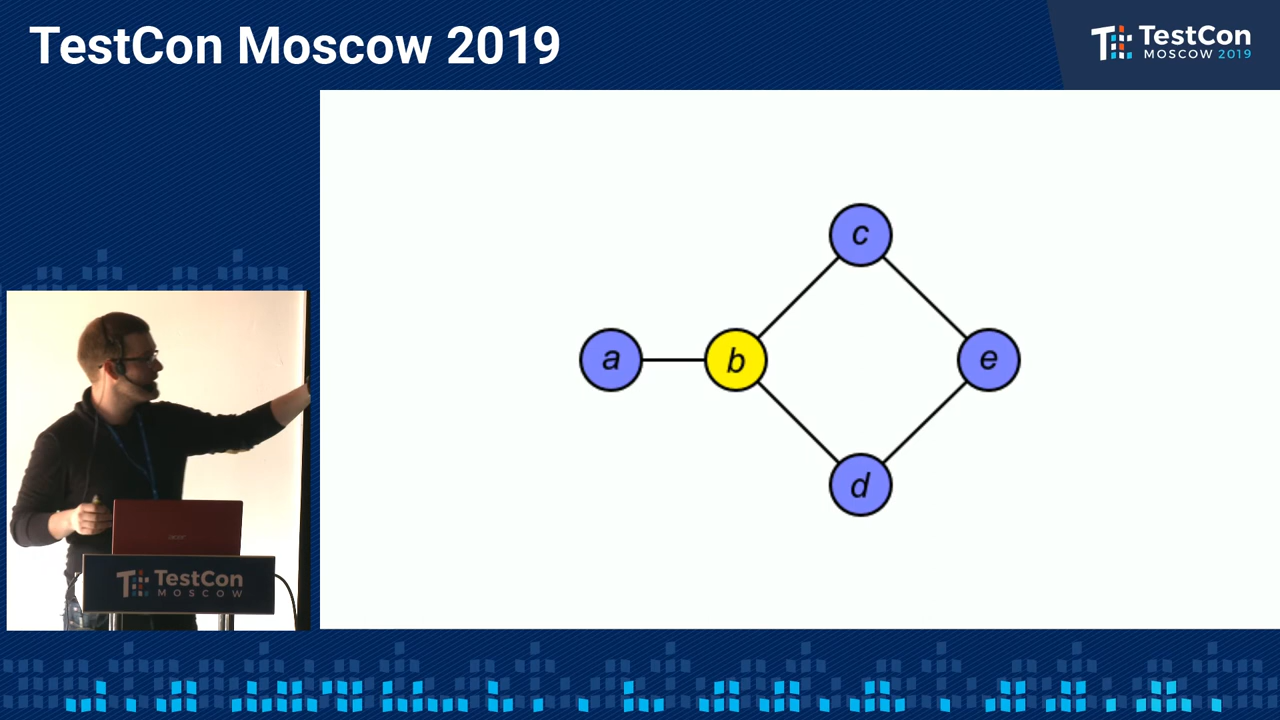 TestCon Moscow 2019
TestCon
MOSCOW 2019
c
a
b
e
d
TestCon
MOSCOW